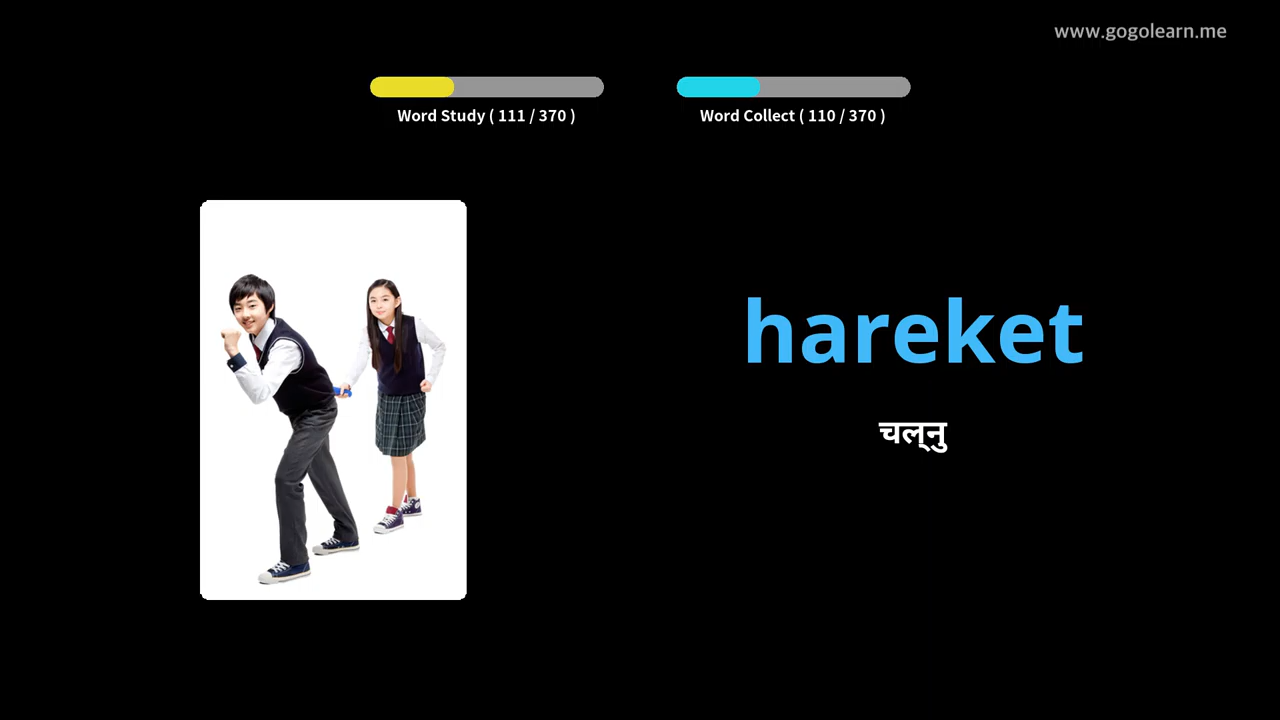 www.gogolearn.me
Word Study ( 111 / 370 )
Word Collect ( 110 / 370 )
hareket
चल्नु